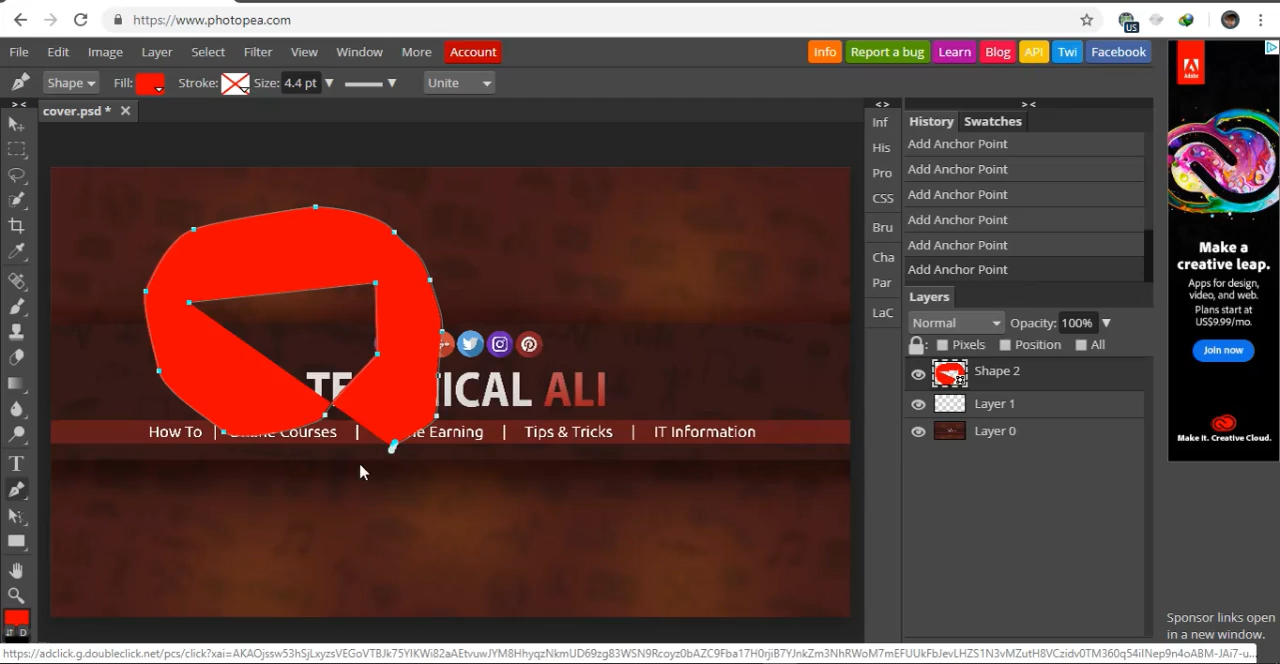 https://www.photopea.com
US
File Edit Image Layer Select Filter View Window More Account
Info Report a bug Learn Blog API Twi Facebook
Shape Fill: Stroke: Size: 4.4 pt Unite
> < < > > <
cover.psd *
Inf
His
Pro
CSS
Bru
Cha
Par
LaC
History Swatches
Add Anchor Point
Add Anchor Point
Add Anchor Point
Add Anchor Point
Add Anchor Point
Add Anchor Point
Layers
Normal Opacity: 100%
Pixels Position All
Shape 2
Layer 1
Layer 0
ICAL ALI
How To | Courses | Earning | Tips & Tricks | IT Information
Adobe
Make a
creative leap.
Apps for design,
video, and web.
Plans start at
US$9.99/mo.
Join now
Make It. Creative Cloud.
Sponsor links open
in a new window.
T
D